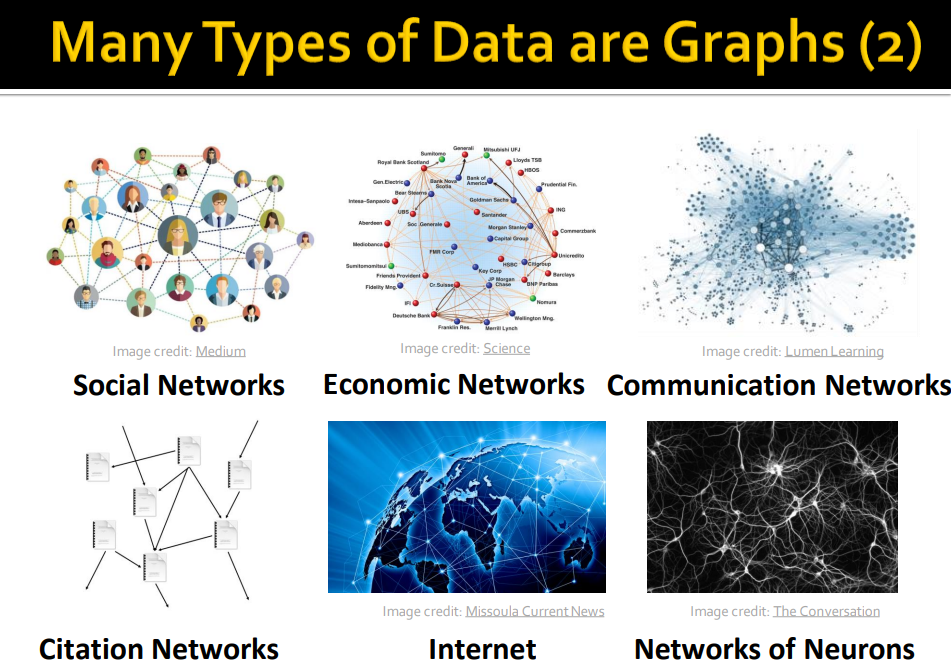 Many Types of Data are Graphs (2)
Sumitomo
Generali
Mitsubishi UFJ
Royal Bank Scotland
Lloyds TSB
HBOS
Gen.Electric
Bank Nova
Scotia
Bank of
America
Prudential Fin.
Bear Stearns
Intesa-Sanpaolo
Goldman Sachs
UBS
Santander
ING
Aberdeen
Soc.Generale
Morgan Stanley
Commerzbank
Mediobanca
Capital Group
FMR Corp
Unicredito
Sumitomomitsui
HSBC
Citigroup
Key Corp
Friends Provident
Barclays
JP Morgan
Chase
Fidelity Mng.
Cr.Suisse
BNP Paribas
IFI
Nomura
Deutsche Bank
Wellington Mng.
Franklin Res.
Merrill Lynch
Image credit: Medium
Image credit: Science
Image credit: Lumen Learning
Social Networks
Economic Networks
Communication Networks
Image credit: Missoula Current News
Image credit: The Conversation
Citation Networks
Internet
Networks of Neurons